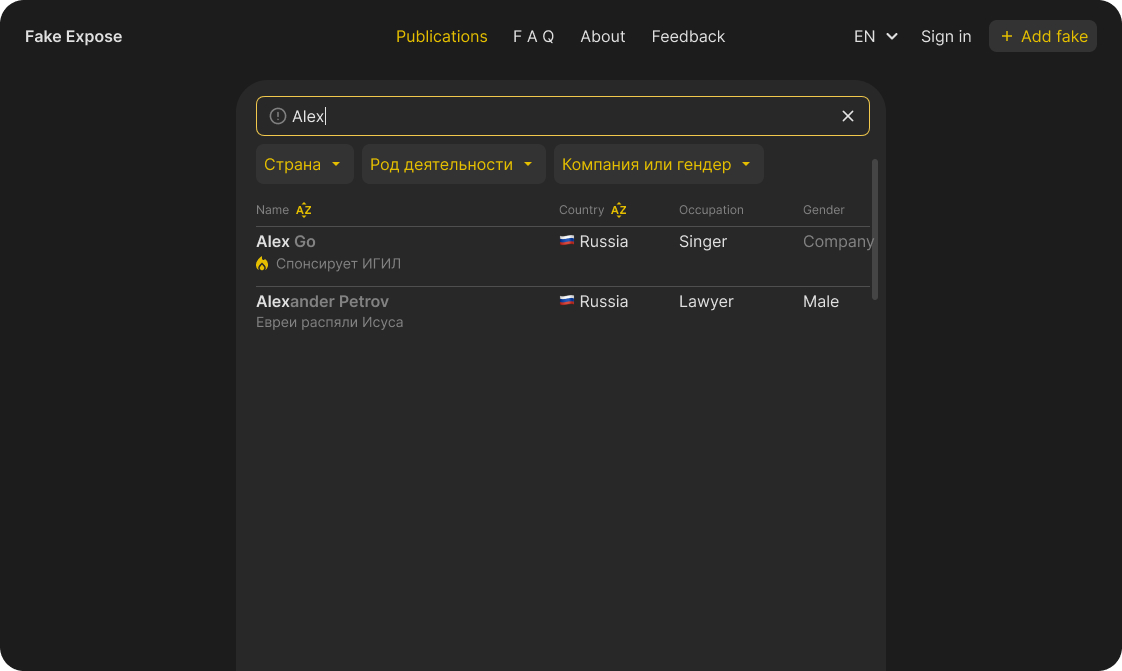 Fake Expose Publications F A Q About Feedback EN Sign in + Add fake
Alex
Страна Род деятельности Компания или гендер
Name AZ Country AZ Occupation Gender
Alex Go Russia Singer Company
Спонсирует ИГИЛ
Alexander Petrov Russia Lawyer Male
Евреи распяли Исуса